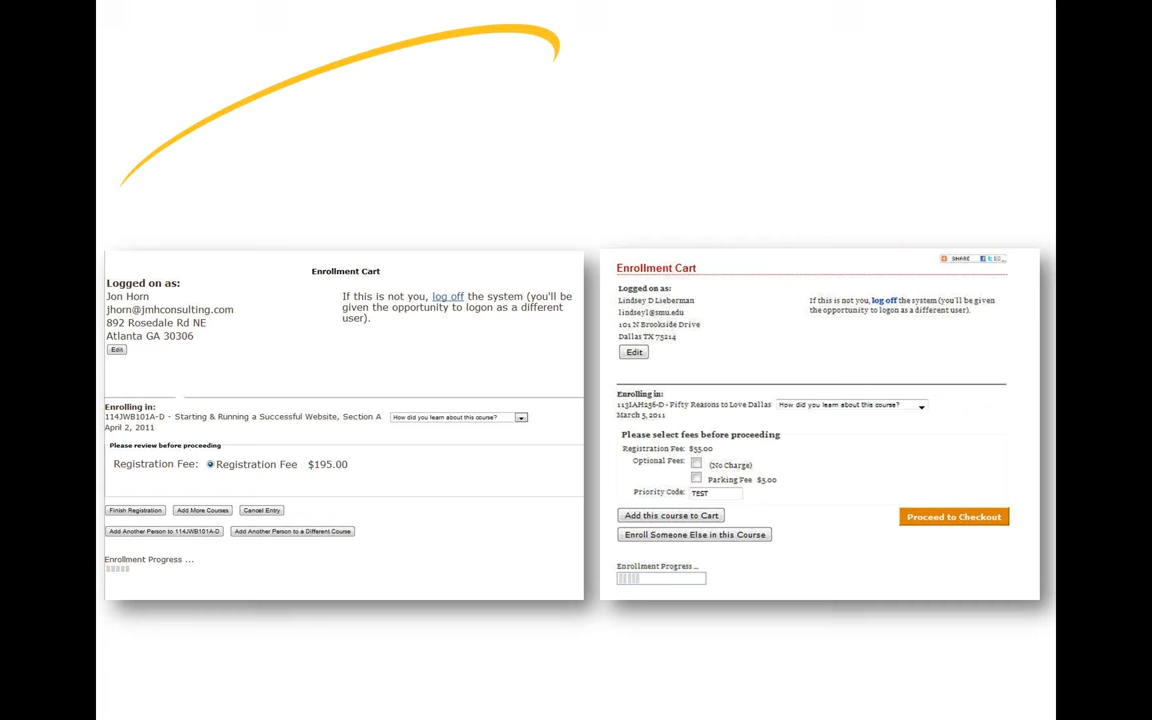 Enrollment Cart
Logged on as:
Jon Horn
jhorn@jmhconsulting.com
892 Rosedale Rd NE
Atlanta GA 30306
Edit
If this is not you, log off the system (you'll be
given the opportunity to logon as a different
user).
Enrolling in:
114JWB101A-D - Starting & Running a Successful Website, Section A How did you learn about this course?
April 2, 2011
Please review before proceeding
Registration Fee: Registration Fee $195.00
Finish Registration Add More Courses Cancel Entry
Add Another Person to 114JWB101A-D Add Another Person to a Different Course
Enrollment Progress ...
SHARE
Enrollment Cart
Logged on as:
Lindsey D Lieberman
lindseyl@smu.edu
101 N Brookside Drive
Dallas TX 75214
Edit
If this is not you, log off the system (you'll be given
the opportunity to logon as a different user).
Enrolling in:
113IAH256-D - Fifty Reasons to Love Dallas How did you learn about this course?
March 5, 2011
Please select fees before proceeding
Registration Fee: $55.00
Optional Fees: (No Charge)
Parking Fee $5.00
Priority Code: TEST
Add this course to Cart Proceed to Checkout
Enroll Someone Else in this Course
Enrollment Progress ...